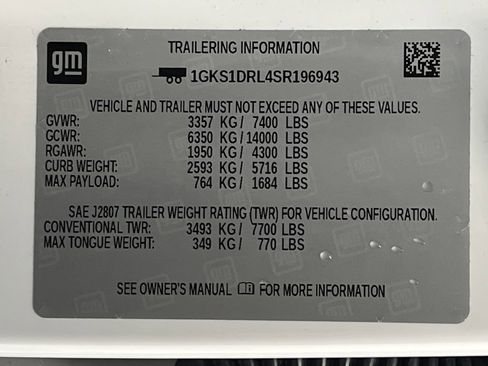 gm
TRAILERING INFORMATION
1GKS1DRL4SR196943
VEHICLE AND TRAILER MUST NOT EXCEED ANY OF THESE VALUES.
GVWR: 3357 KG / 7400 LBS
GCWR: 6350 KG / 14000 LBS
RGAWR: 1950 KG / 4300 LBS
CURB WEIGHT: 2593 KG / 5716 LBS
MAX PAYLOAD: 764 KG / 1684 LBS
SAE J2807 TRAILER WEIGHT RATING (TWR) FOR VEHICLE CONFIGURATION.
CONVENTIONAL TWR: 3493 KG / 7700 LBS
MAX TONGUE WEIGHT: 349 KG / 770 LBS
SEE OWNER'S MANUAL FOR MORE INFORMATION